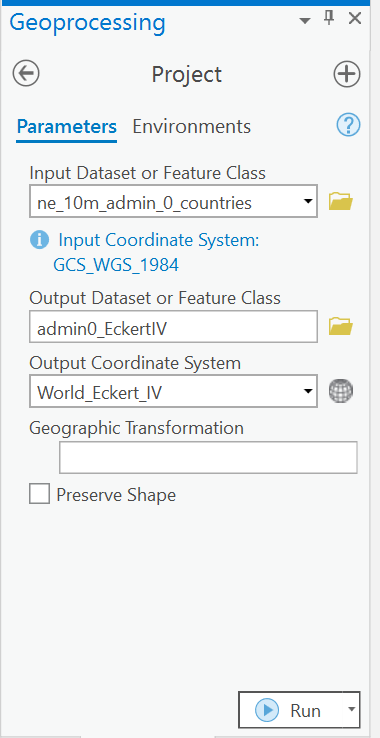 Geoprocessing
Project
Parameters Environments
Input Dataset or Feature Class
ne_10m_admin_0_countries
Input Coordinate System:
GCS_WGS_1984
Output Dataset or Feature Class
admin0_EckertIV
Output Coordinate System
World_Eckert_IV
Geographic Transformation
Preserve Shape
Run